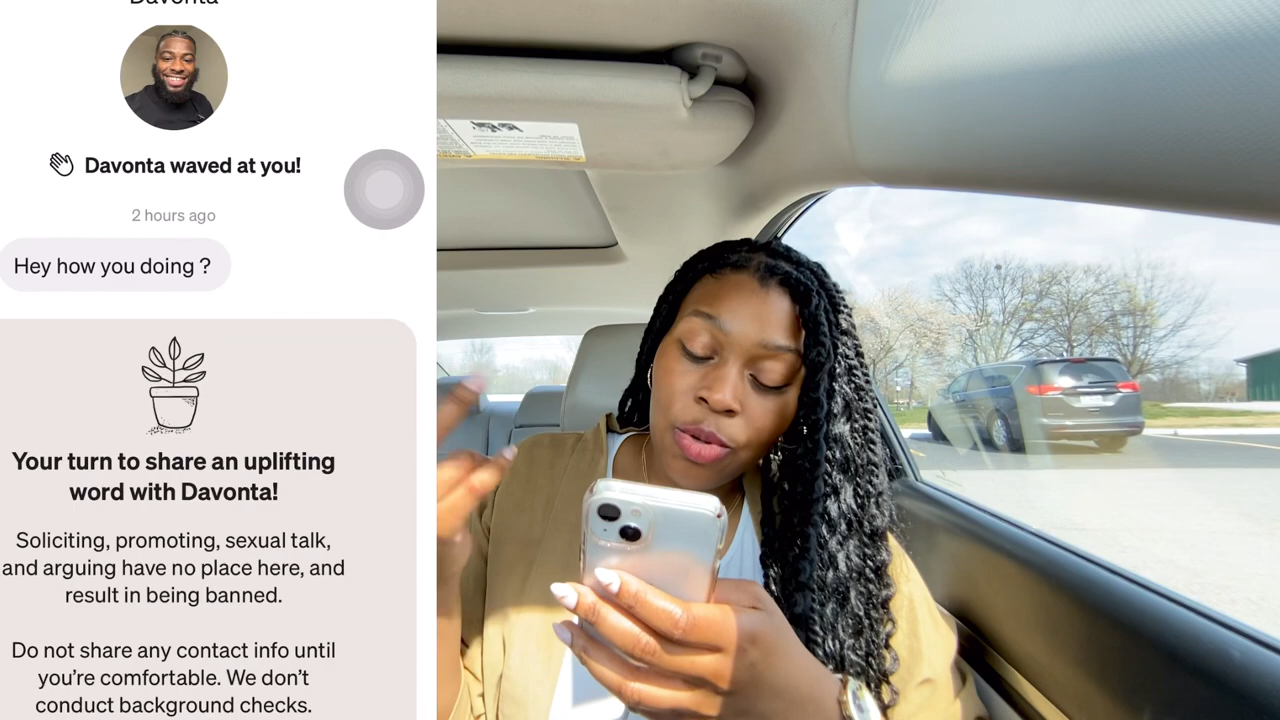 Davonta
Davonta waved at you!
2 hours ago
Hey how you doing ?
Your turn to share an uplifting
word with Davonta!
Soliciting, promoting, sexual talk,
and arguing have no place here, and
result in being banned.
Do not share any contact info until
you’re comfortable. We don’t
conduct background checks.